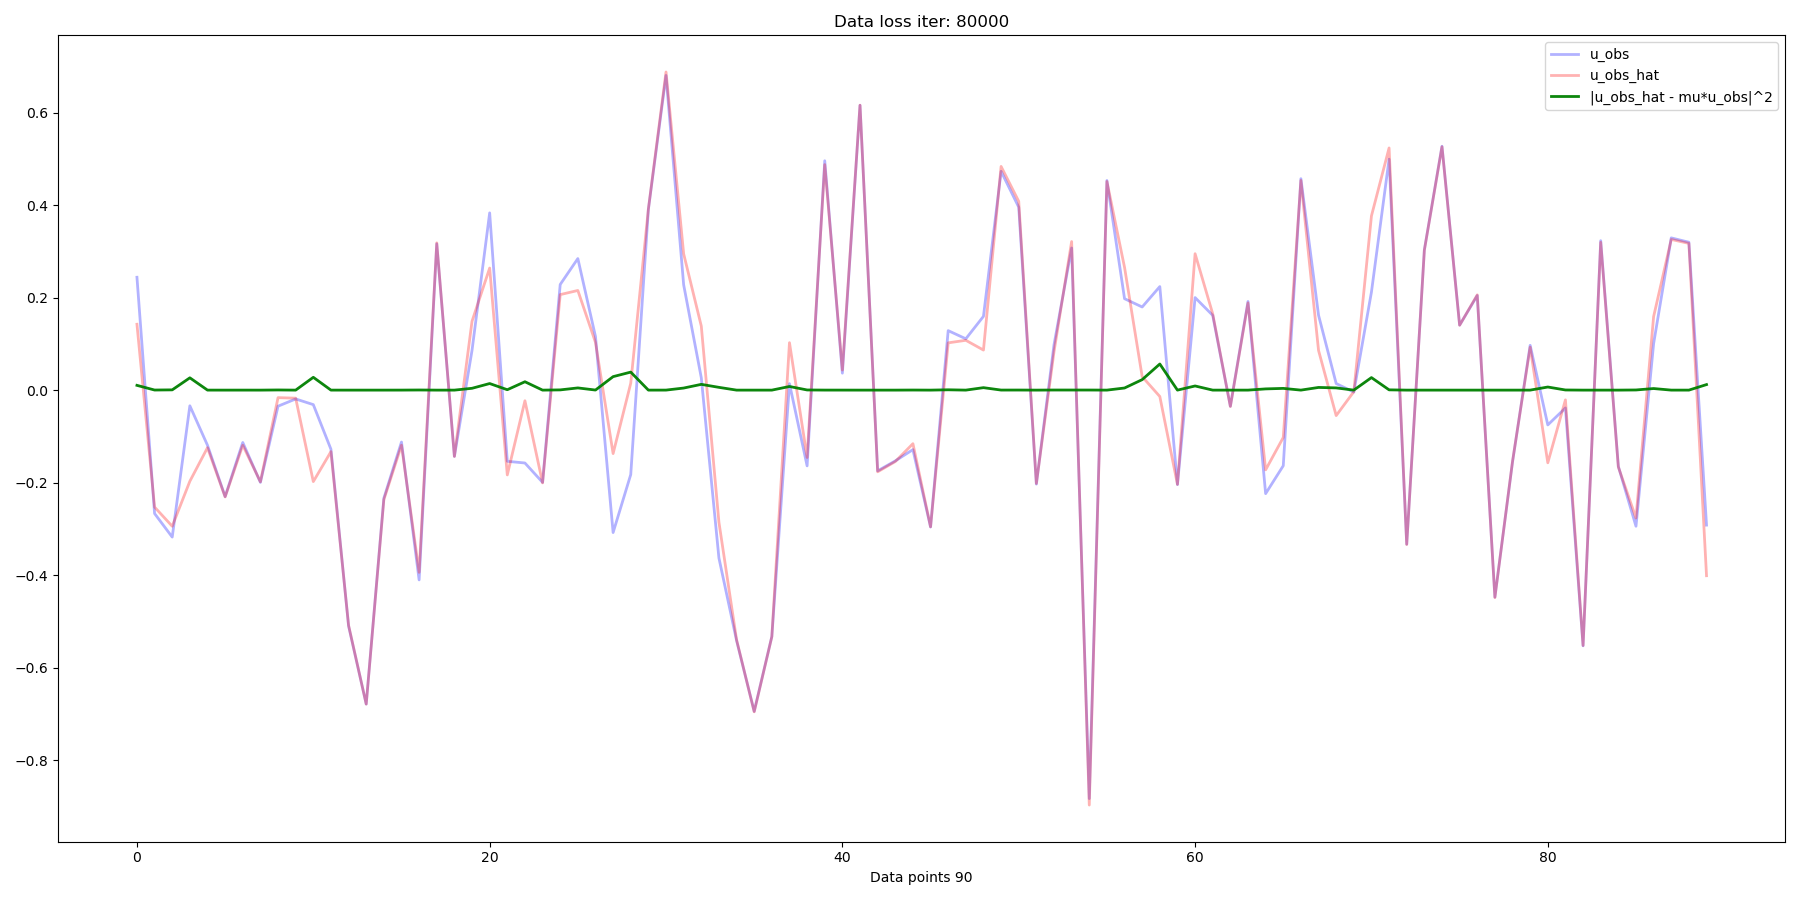 Data loss iter: 80000
u_obs
u_obs_hat
|u_obs_hat - mu*u_obs|^2
0.6
0.4
0.2
0.0
−0.2
−0.4
−0.6
−0.8
0 20 40 60 80
Data points 90